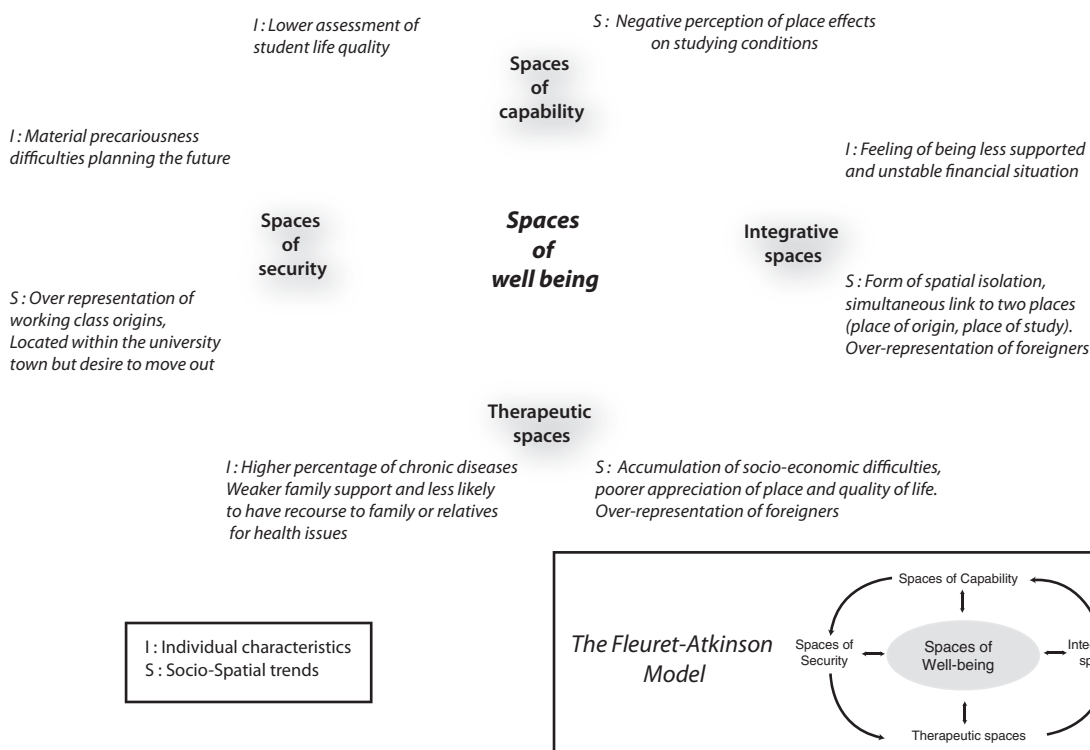 I : Lower assessment of
student life quality
S : Negative perception of place effects
on studying conditions
Spaces
of
capability
I : Material precariousness
difficulties planning the future
I : Feeling of being less supported
and unstable financial situation
Spaces
of
security
Spaces
of
well being
Integrative
spaces
S : Over representation of
working class origins,
Located within the university
town but desire to move out
S : Form of spatial isolation,
simultaneous link to two places
(place of origin, place of study).
Over-representation of foreigners
Therapeutic
spaces
I : Higher percentage of chronic diseases
Weaker family support and less likely
to have recourse to family or relatives
for health issues
S : Accumulation of socio-economic difficulties,
poorer appreciation of place and quality of life.
Over-representation of foreigners
I : Individual characteristics
S : Socio-Spatial trends
The Fleuret-Atkinson
Model
Spaces of Capability
Spaces of
Security
Spaces of
Well-being
Therapeutic spaces